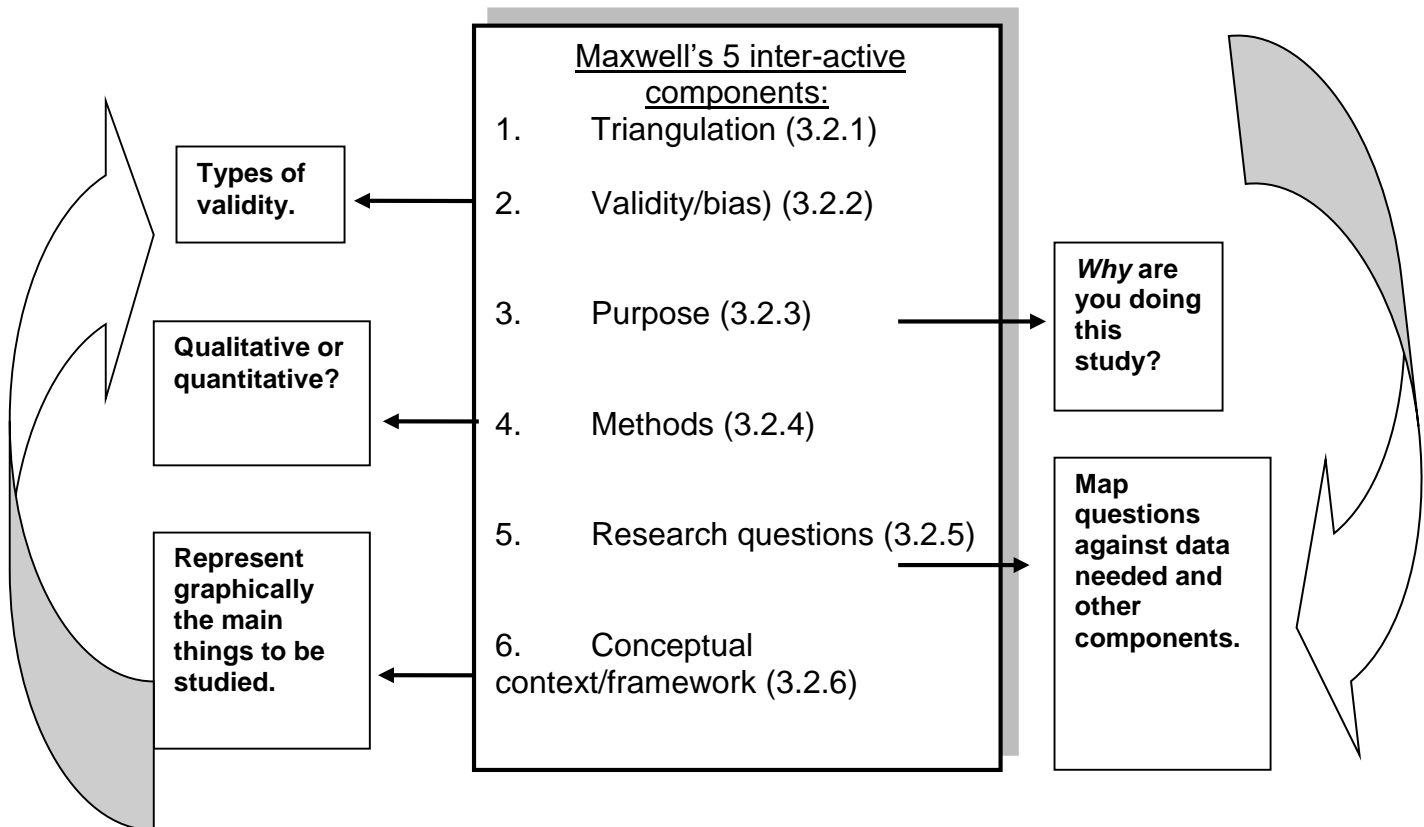 Maxwell’s 5 inter-active
components:
1. Triangulation (3.2.1)
2. Validity/bias) (3.2.2)
3. Purpose (3.2.3)
4. Methods (3.2.4)
5. Research questions (3.2.5)
6. Conceptual
context/framework (3.2.6)
Types of
validity.
Qualitative or
quantitative?
Represent
graphically
the main
things to be
studied.
Why are
you doing
this
study?
Map
questions
against data
needed and
other
components.